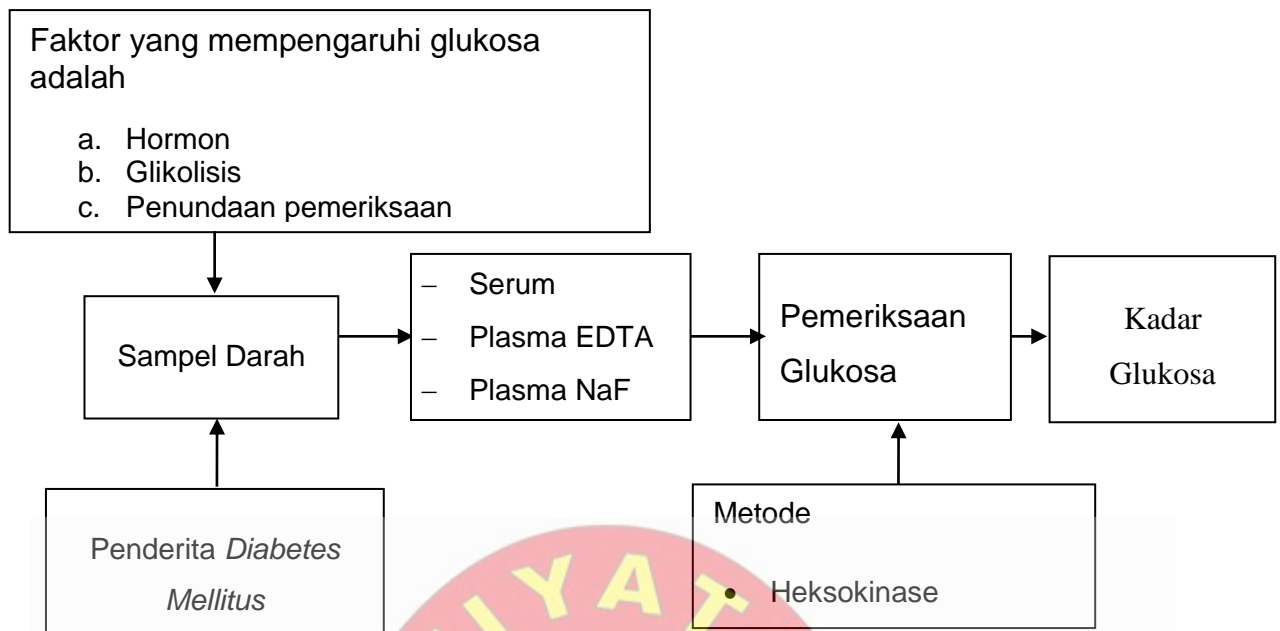 Faktor yang mempengaruhi glukosa
adalah
a. Hormon
b. Glikolisis
c. Penundaan pemeriksaan
Sampel Darah
– Serum
– Plasma EDTA
– Plasma NaF
Pemeriksaan
Glukosa
Kadar
Glukosa
Penderita Diabetes
Mellitus
Metode
• Heksokinase
IYAT